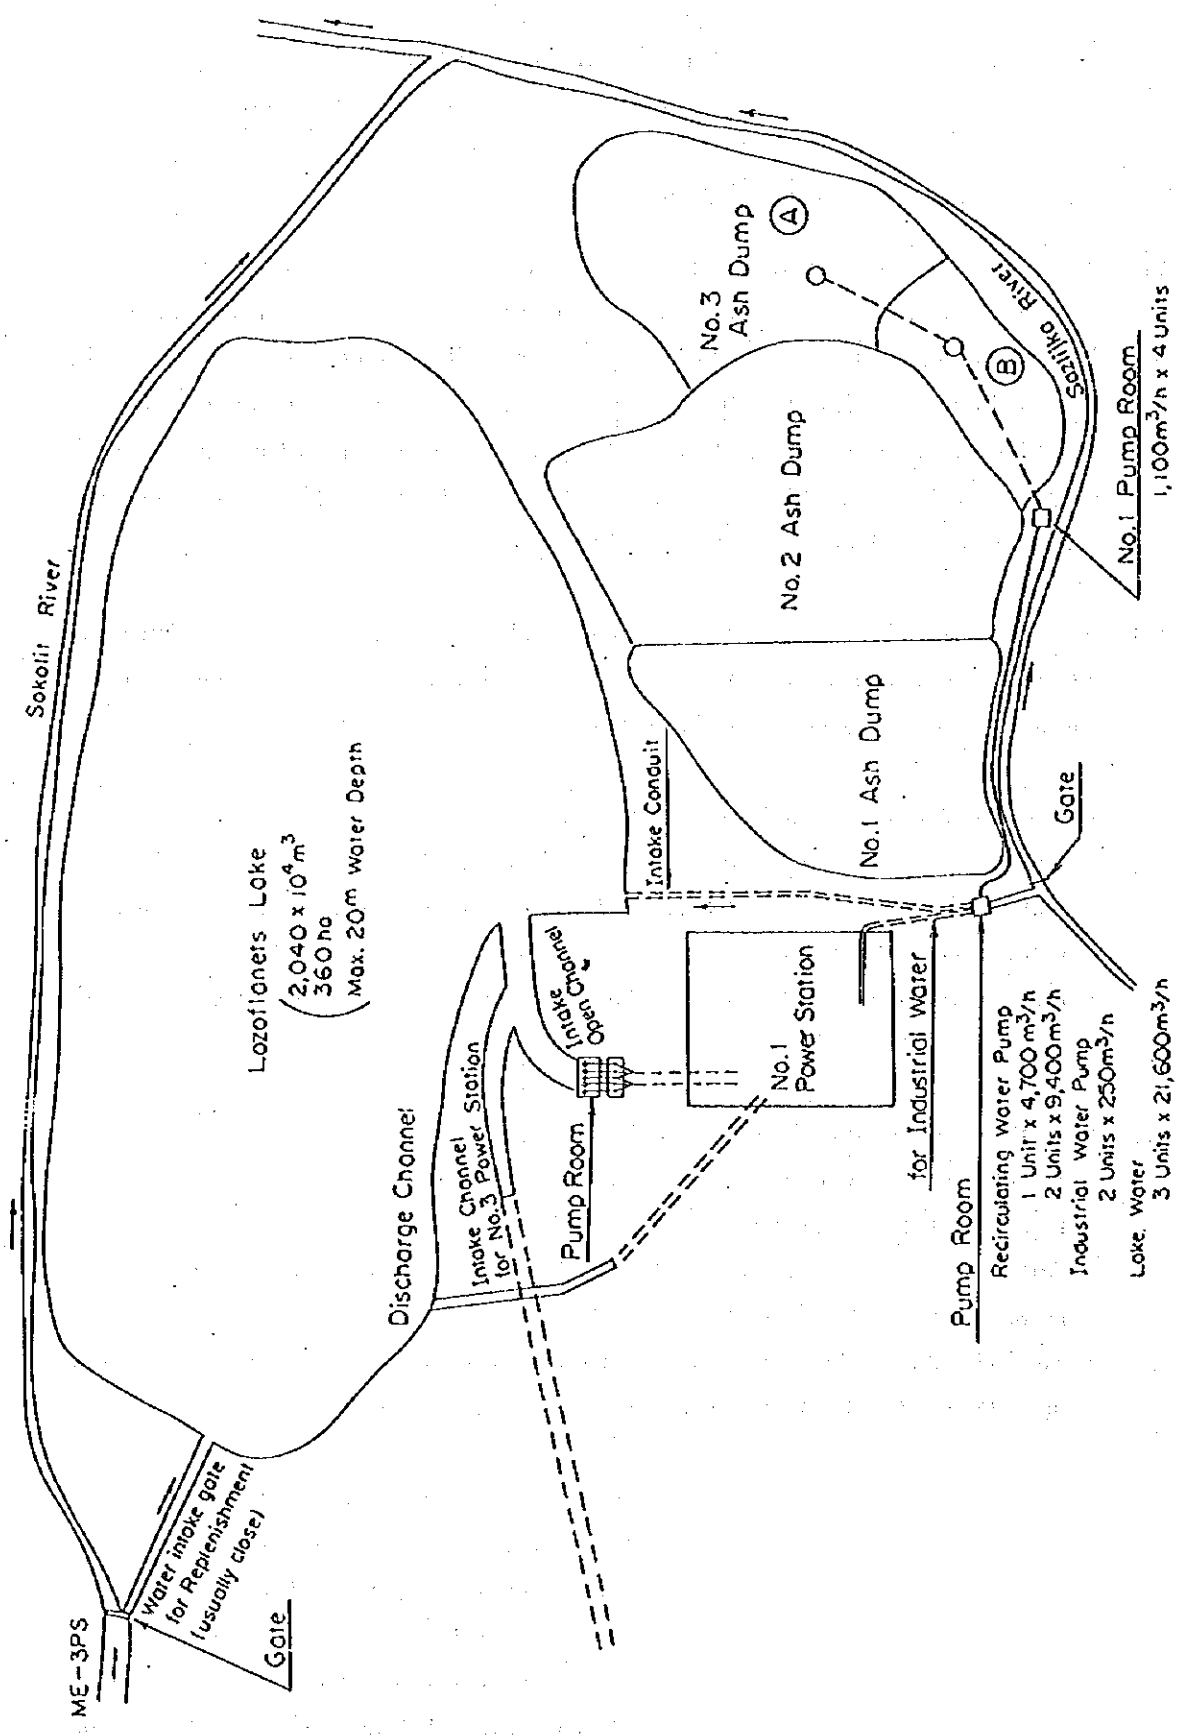 ME-3PS
Gate
Water intake gate
for Replenishment
(usually close)
Sokolit River
Lozotlanets Lake
2,040 x 10⁴m³
360ha
Max. 20m Water Depth
Discharge Channel
Intake Channel
for No.3 Power Station
Intake
Open Channel
Pump Room
Intake Conduit
No.1
Power Station
No.1 Ash Dump
No.2 Ash Dump
No.3
Ash Dump
A
B
River
No.1 Pump Room
1,100m³/h x 4 Units
Gate
for Industrial Water
Pump Room
Recirculating Water Pump
1 Unit x 4,700m³/h
2 Units x 9,400m³/h
Industrial Water Pump
2 Units x 250m³/h
Lake. Water
3 Units x 21,600m³/h